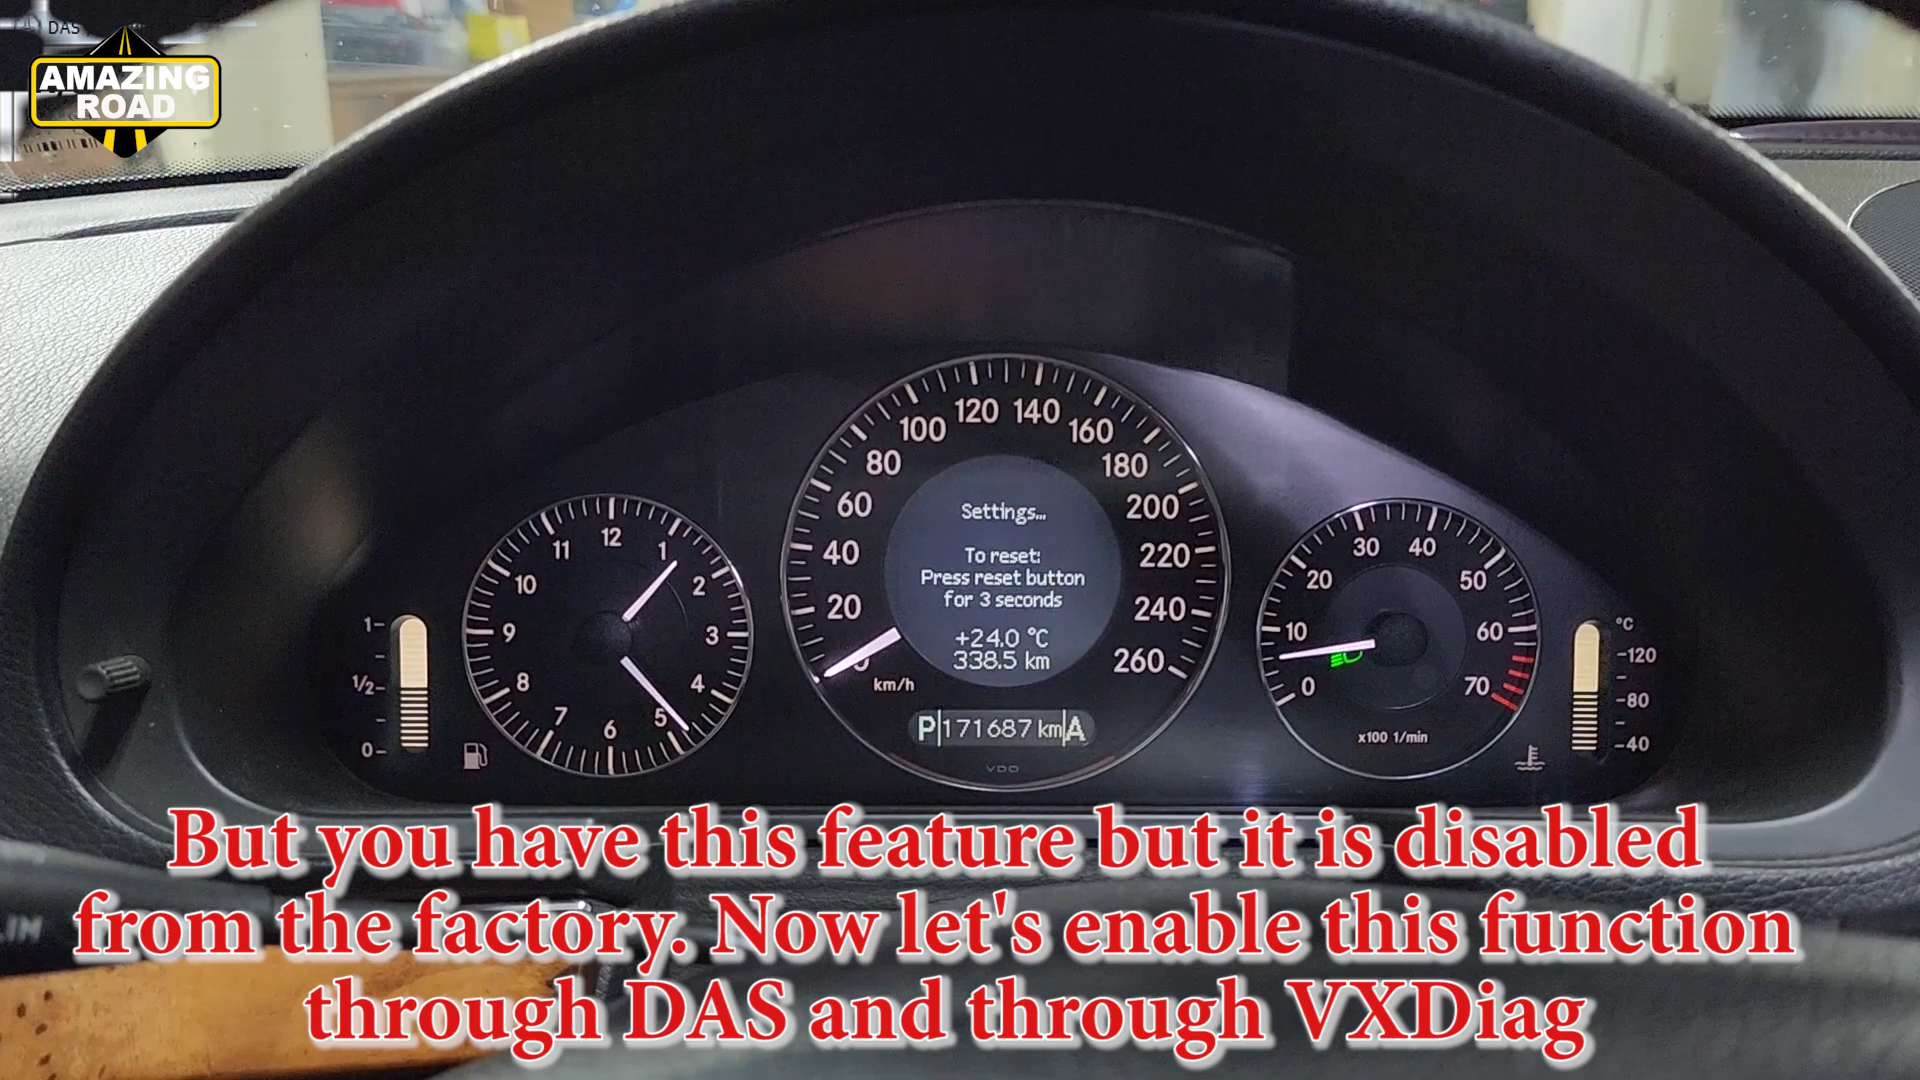 DAS
AMAZING
ROAD
120 140
100 160
80 180
60 200
40 220
20 240
260
km/h
Settings...
To reset:
Press reset button
for 3 seconds
+24.0 °C
338.5 km
P 171687 km A
VDO
12
11 1
10 2
9 3
8 4
7 5
6
1
1/2
0
30 40
20 50
10 60
0 70
x100 1/min
°C
120
80
40
LIM
But you have this feature but it is disabled
from the factory. Now let's enable this function
through DAS and through VXDiag